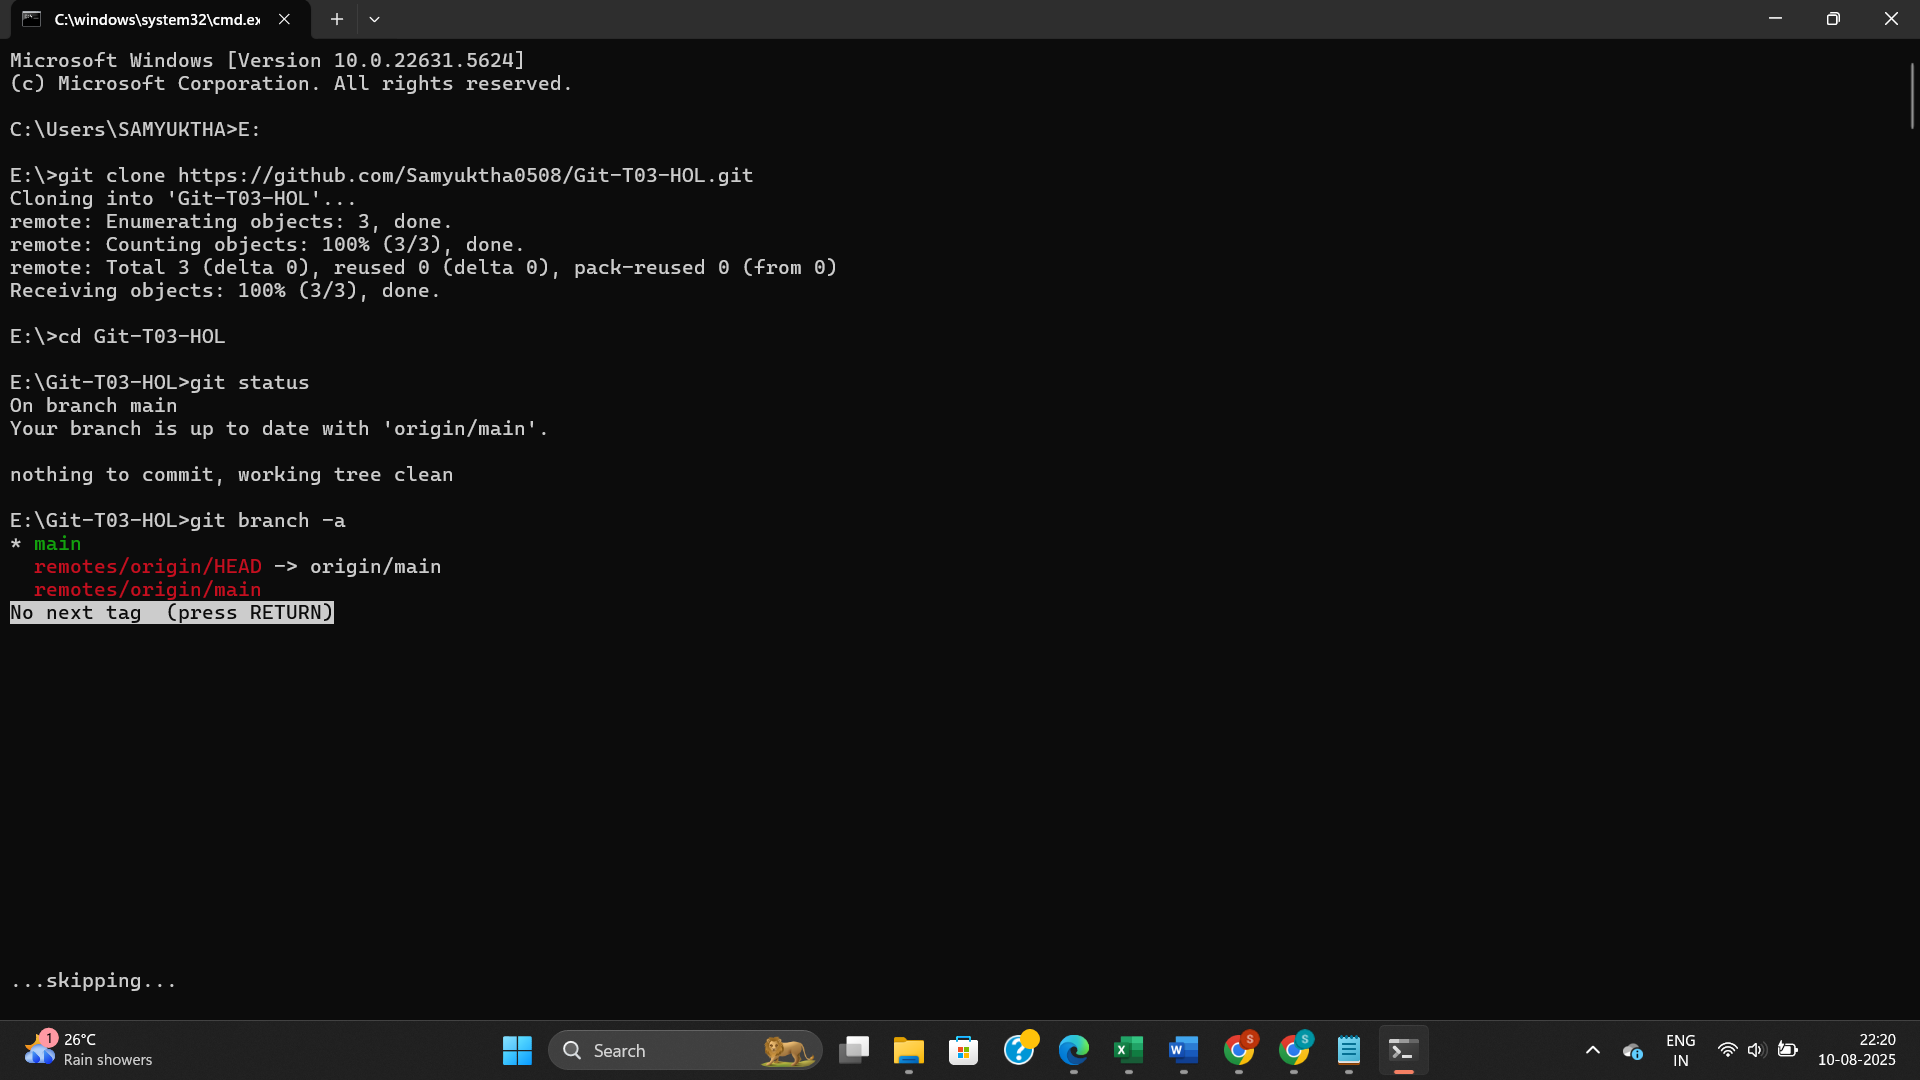 C:\windows\system32\cmd.ex
Microsoft Windows [Version 10.0.22631.5624]
(c) Microsoft Corporation. All rights reserved.
C:\Users\SAMYUKTHA>E:
E:\>git clone https://github.com/Samyuktha0508/Git-T03-HOL.git
Cloning into 'Git-T03-HOL'...
remote: Enumerating objects: 3, done.
remote: Counting objects: 100% (3/3), done.
remote: Total 3 (delta 0), reused 0 (delta 0), pack-reused 0 (from 0)
Receiving objects: 100% (3/3), done.
E:\>cd Git-T03-HOL
E:\Git-T03-HOL>git status
On branch main
Your branch is up to date with 'origin/main'.
nothing to commit, working tree clean
E:\Git-T03-HOL>git branch -a
* main
  remotes/origin/HEAD -> origin/main
  remotes/origin/main
No next tag  (press RETURN)
...skipping...
1
26°C
Rain showers
Search
S
S
ENG
IN
22:20
10-08-2025